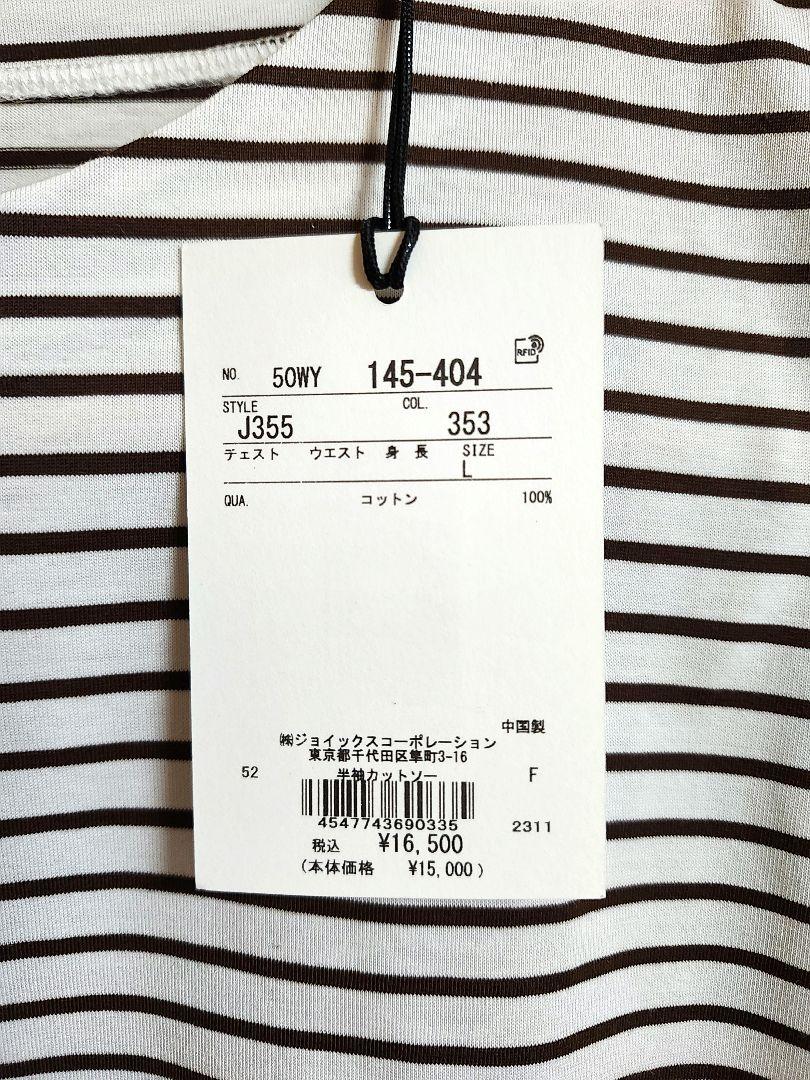 RFID
NO. 50WY 145-404
STYLE COL.
J355 353
チェスト ウエスト 身 長 SIZE
L
QUA. コットン 100%
中国製
㈱ジョイックスコーポレーション
東京都千代田区隼町3-16
52 半袖カットソー F
4547743690335 2311
税込 ¥16,500
(本体価格 ¥15,000)